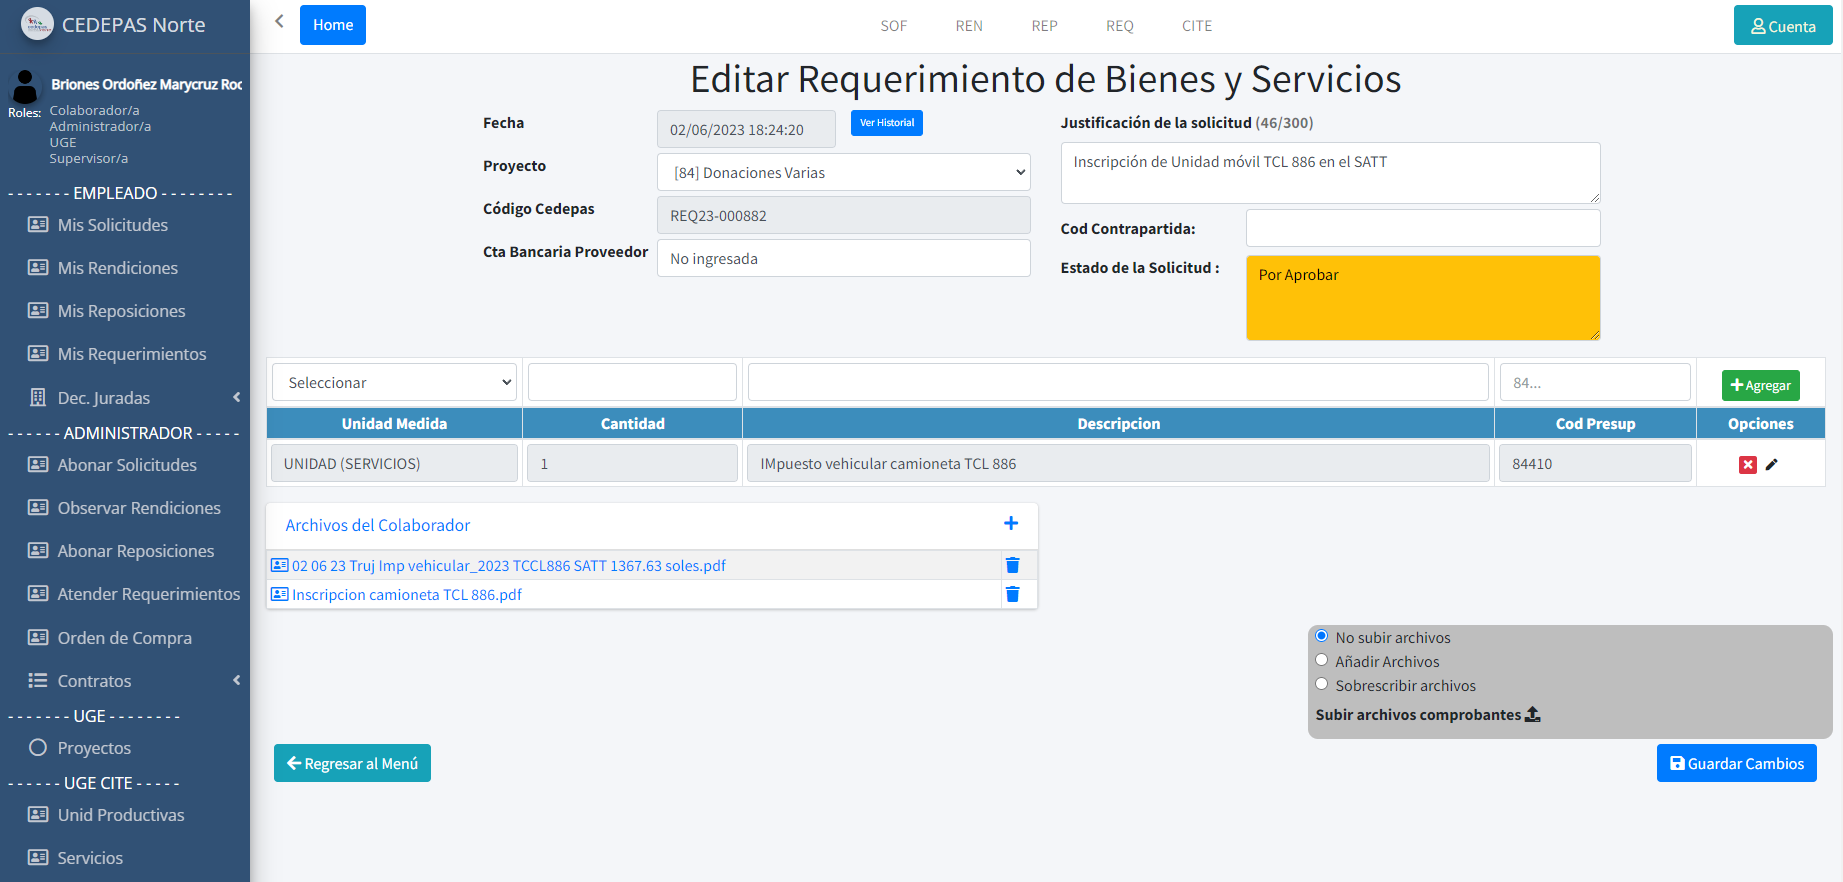 CEDEPAS Norte
Briones Ordoñez Marycruz Roc
Roles: Colaborador/a
Administrador/a
UGE
Supervisor/a
- - - - - - - EMPLEADO - - - - - - - -
Mis Solicitudes
Mis Rendiciones
Mis Reposiciones
Mis Requerimientos
Dec. Juradas
- - - - - - ADMINISTRADOR - - - - -
Abonar Solicitudes
Observar Rendiciones
Abonar Reposiciones
Atender Requerimientos
Orden de Compra
Contratos
- - - - - - - UGE - - - - - - - -
Proyectos
- - - - - - UGE CITE - - - - -
Unid Productivas
Servicios
Home
SOF REN REP REQ CITE
Cuenta
Editar Requerimiento de Bienes y Servicios
Fecha 02/06/2023 18:24:20 Ver Historial
Proyecto [84] Donaciones Varias
Código Cedepas REQ23-000882
Cta Bancaria Proveedor No ingresada
Justificación de la solicitud (46/300)
Inscripción de Unidad móvil TCL 886 en el SATT
Cod Contrapartida:
Estado de la Solicitud : Por Aprobar
Seleccionar 84... Agregar
Unidad Medida Cantidad Descripcion Cod Presup Opciones
UNIDAD (SERVICIOS) 1 IMpuesto vehicular camioneta TCL 886 84410
Archivos del Colaborador
02 06 23 Truj Imp vehicular_2023 TCCL886 SATT 1367.63 soles.pdf
Inscripcion camioneta TCL 886.pdf
No subir archivos
Añadir Archivos
Sobrescribir archivos
Subir archivos comprobantes
Regresar al Menú
Guardar Cambios